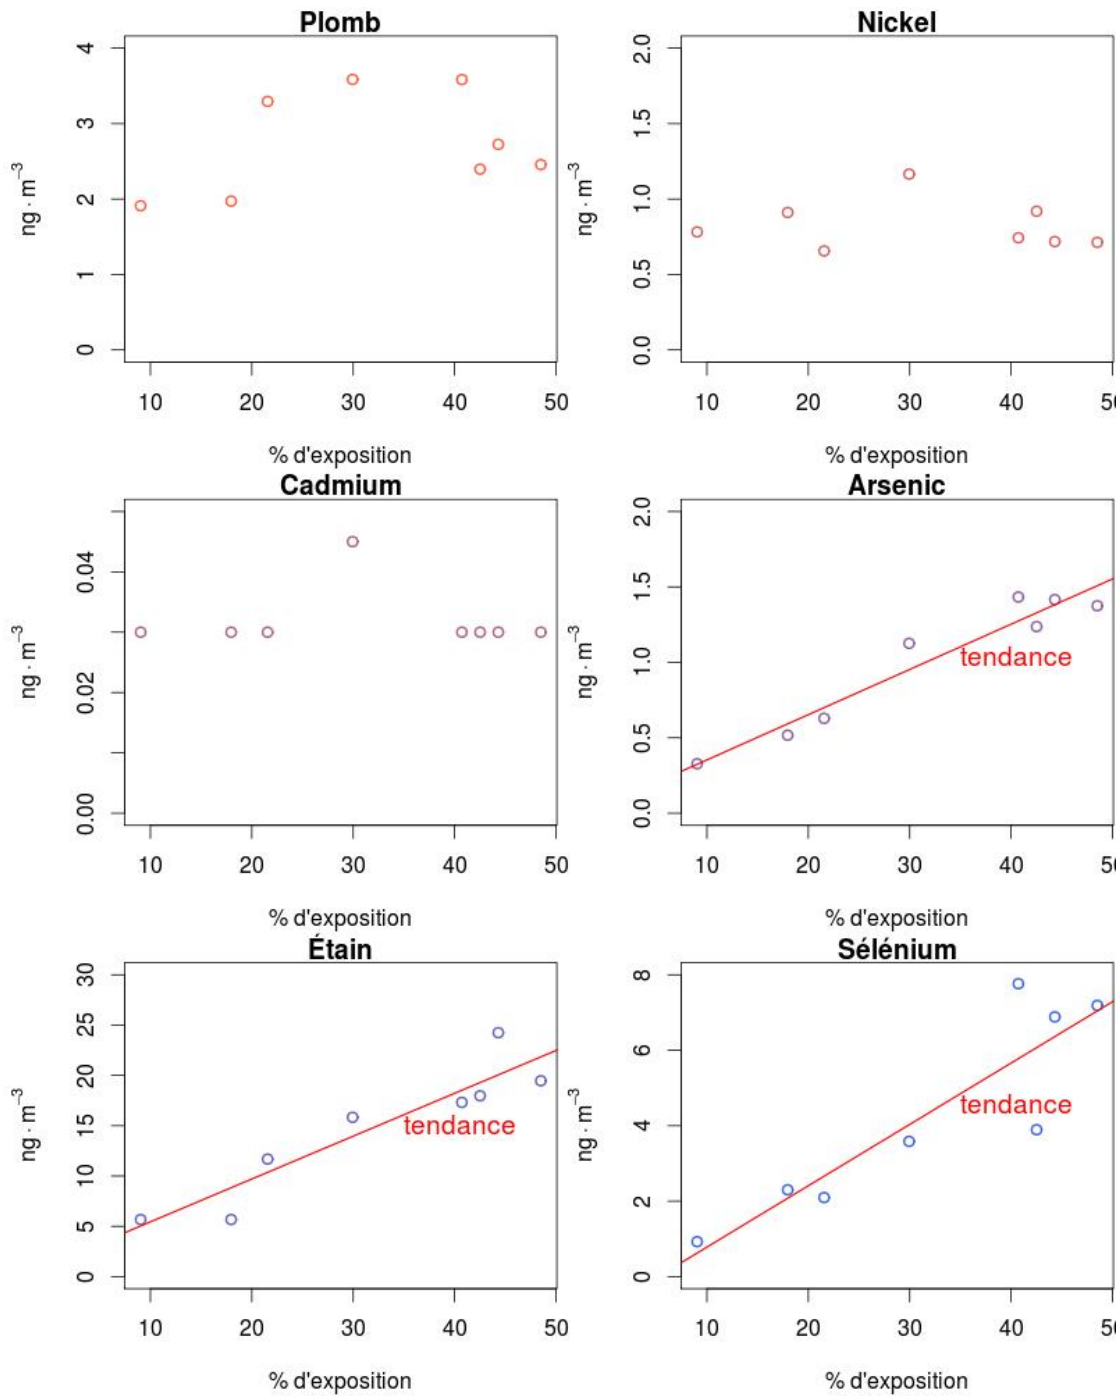 Plomb
4
3
2
1
0
ng · m⁻³
10 20 30 40 50
% d'exposition
Nickel
2.0
1.5
1.0
0.5
0.0
ng · m⁻³
10 20 30 40 50
% d'exposition
Cadmium
0.04
0.02
0.00
ng · m⁻³
10 20 30 40 50
% d'exposition
Arsenic
2.0
1.5
1.0
0.5
0.0
ng · m⁻³
tendance
10 20 30 40 50
% d'exposition
Étain
30
25
20
15
10
5
0
ng · m⁻³
tendance
10 20 30 40 50
% d'exposition
Sélénium
8
6
4
2
0
ng · m⁻³
tendance
10 20 30 40 50
% d'exposition